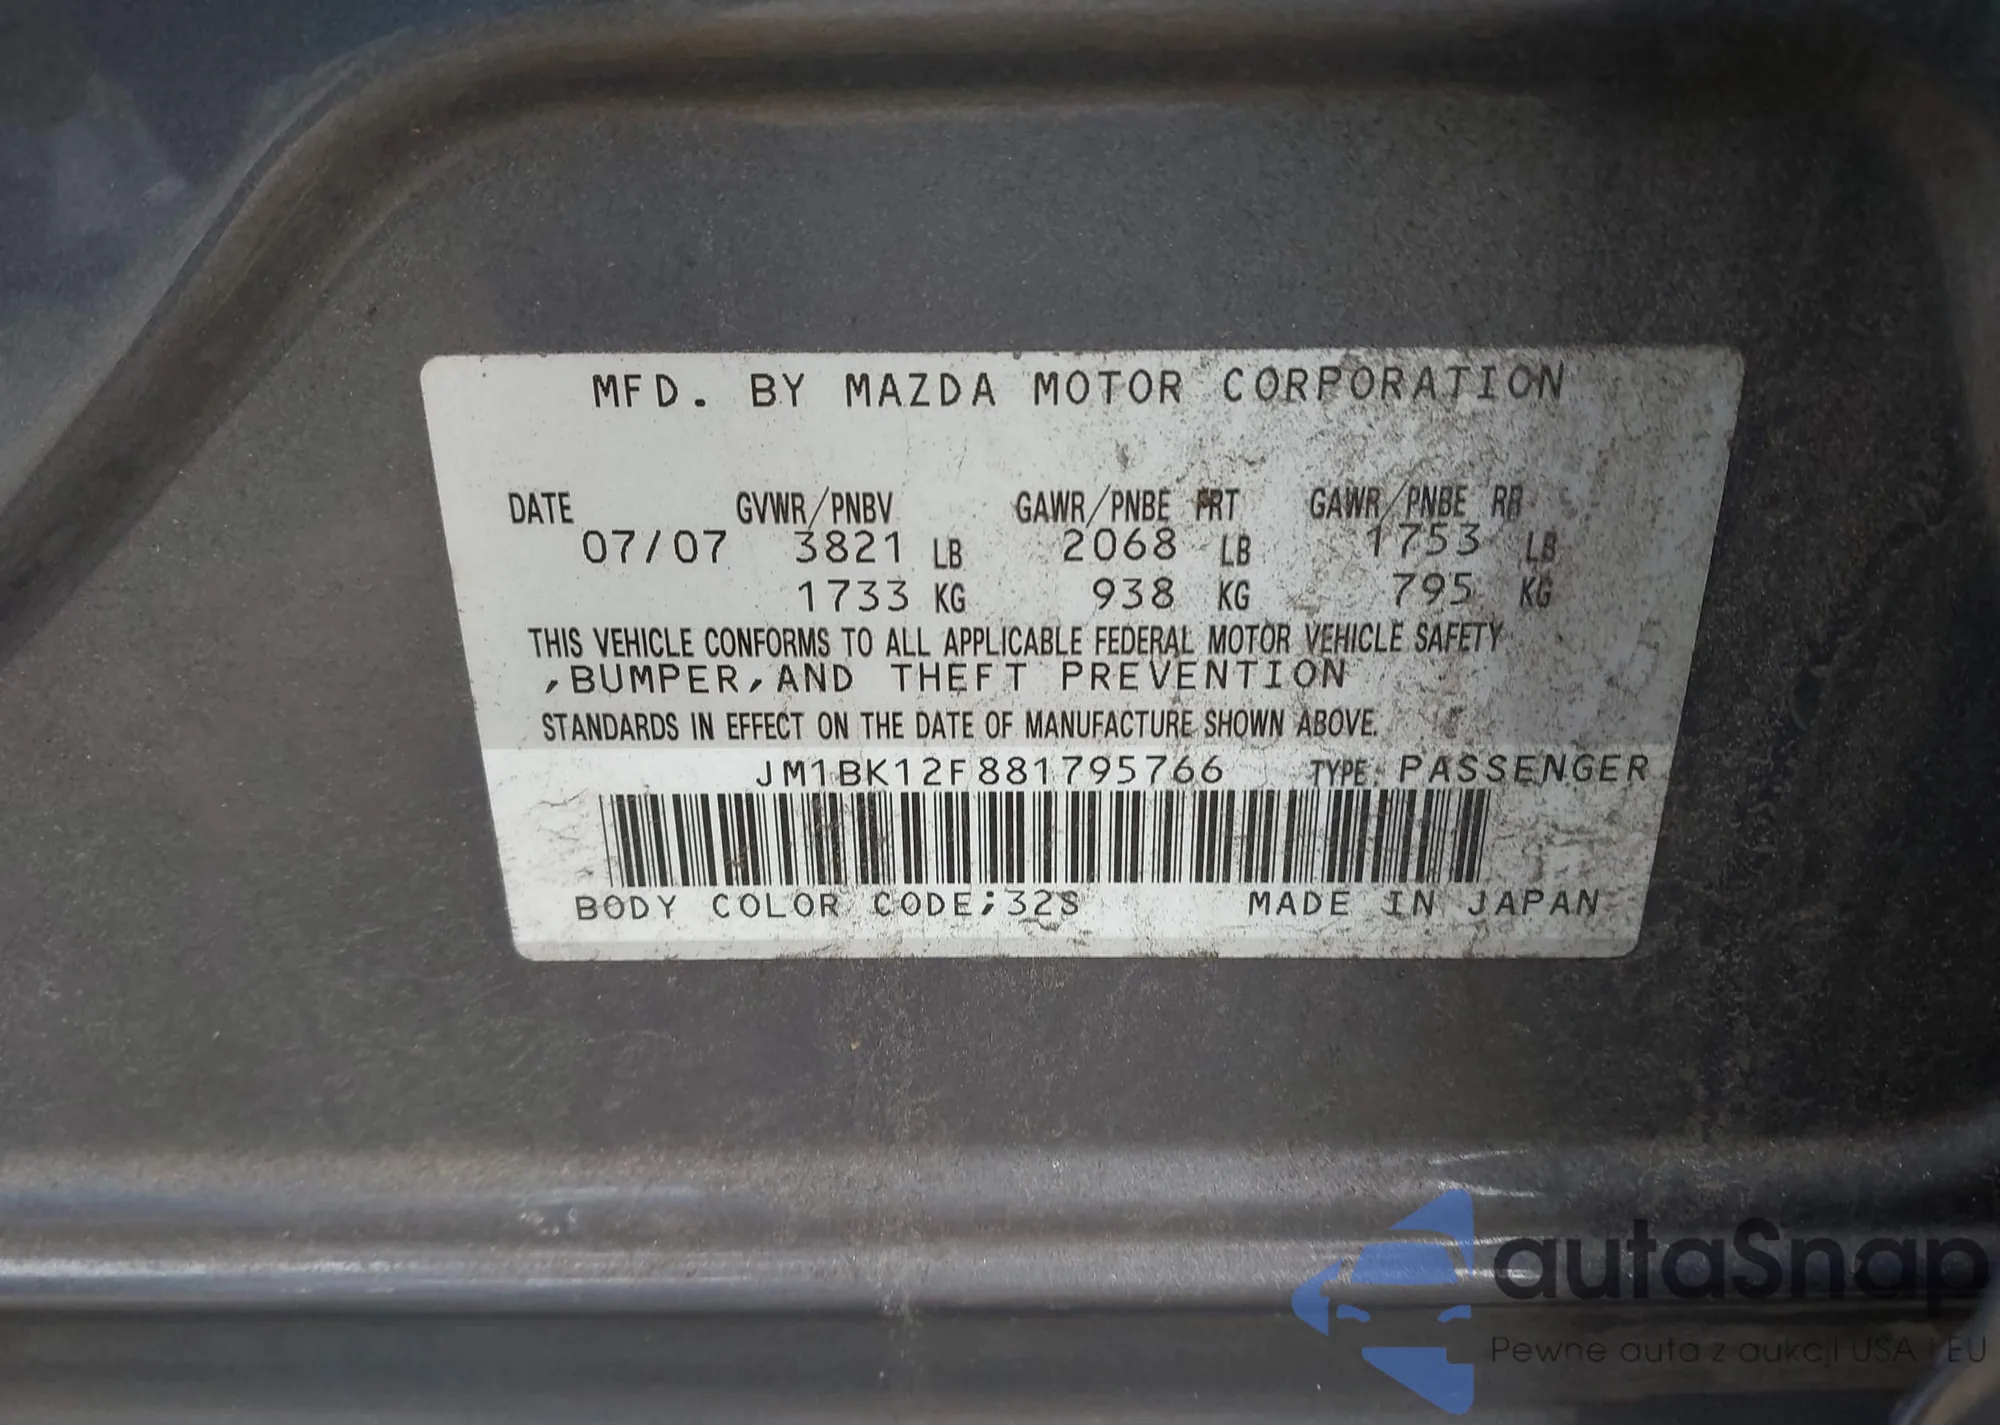 MFD. BY MAZDA MOTOR CORPORATION
DATE GVWR/PNBV GAWR/PNBE FRT GAWR/PNBE RR
07/07 3821 LB 2068 LB 1753 LB
1733 KG 938 KG 795 KG
THIS VEHICLE CONFORMS TO ALL APPLICABLE FEDERAL MOTOR VEHICLE SAFETY
,BUMPER,AND THEFT PREVENTION
STANDARDS IN EFFECT ON THE DATE OF MANUFACTURE SHOWN ABOVE.
JM1BK12F881795766 TYPE: PASSENGER
BODY COLOR CODE;32S MADE IN JAPAN
autaSnap
Pewne auta z aukcji USA i EU